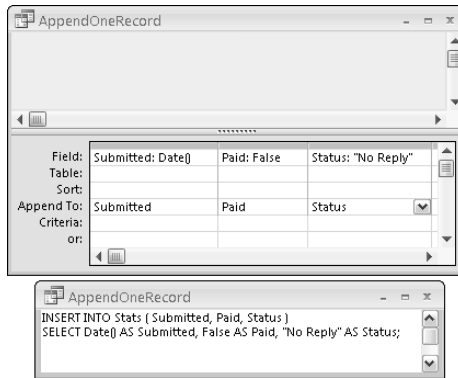 AppendOneRecord
Field: Submitted: Date() Paid: False Status: "No Reply"
Table:
Sort:
Append To: Submitted Paid Status
Criteria:
or:
AppendOneRecord
INSERT INTO Stats ( Submitted, Paid, Status )
SELECT Date() AS Submitted, False AS Paid, "No Reply" AS Status;